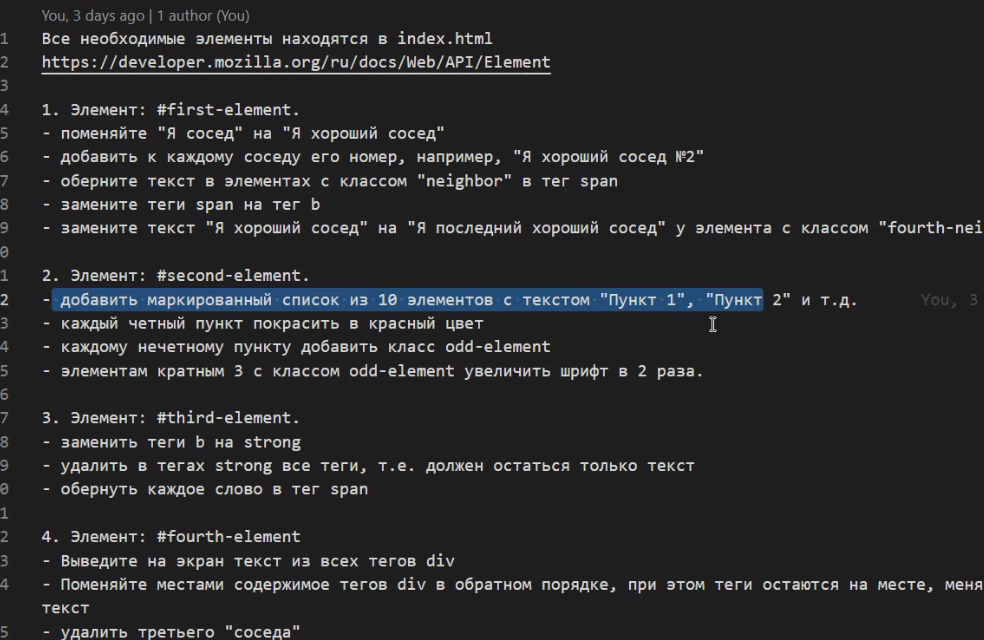 You, 3 days ago | 1 author (You)
1 Все необходимые элементы находятся в index.html
2 https://developer.mozilla.org/ru/docs/Web/API/Element
3
4 1. Элемент: #first-element.
5 - поменяйте "Я сосед" на "Я хороший сосед"
6 - добавить к каждому соседу его номер, например, "Я хороший сосед №2"
7 - оберните текст в элементах с классом "neighbor" в тег span
8 - замените теги span на тег b
9 - замените текст "Я хороший сосед" на "Я последний хороший сосед" у элемента с классом "fourth-nei
0
1 2. Элемент: #second-element.
2 - добавить маркированный список из 10 элементов с текстом "Пункт 1", "Пункт 2" и т.д. You, 3
3 - каждый четный пункт покрасить в красный цвет
4 - каждому нечетному пункту добавить класс odd-element
5 - элементам кратным 3 с классом odd-element увеличить шрифт в 2 раза.
6
7 3. Элемент: #third-element.
8 - заменить теги b на strong
9 - удалить в тегах strong все теги, т.е. должен остаться только текст
0 - обернуть каждое слово в тег span
1
2 4. Элемент: #fourth-element
3 - Выведите на экран текст из всех тегов div
4 - Поменяйте местами содержимое тегов div в обратном порядке, при этом теги остаются на месте, меня
текст
5 - удалить третьего "соседа"